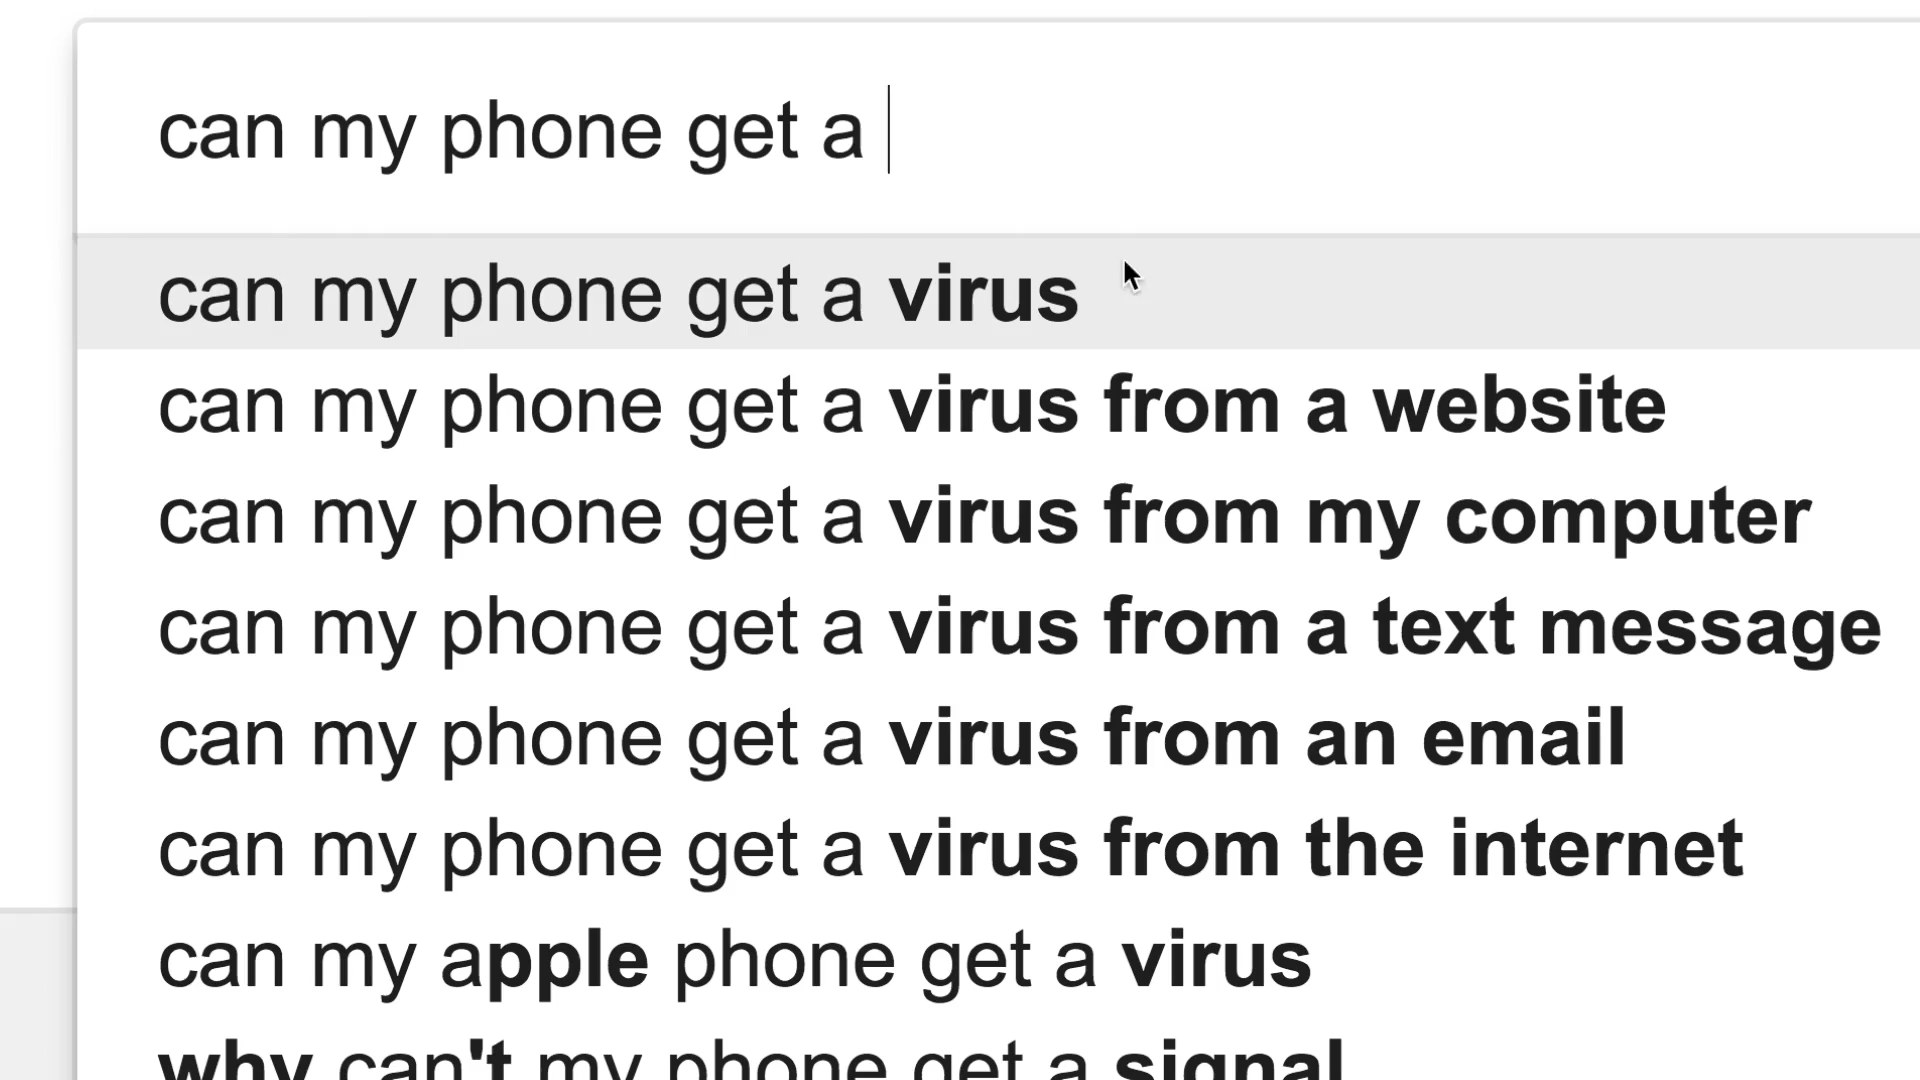 can my phone get a
can my phone get a virus
can my phone get a virus from a website
can my phone get a virus from my computer
can my phone get a virus from a text message
can my phone get a virus from an email
can my phone get a virus from the internet
can my apple phone get a virus
why can't my phone get a signal